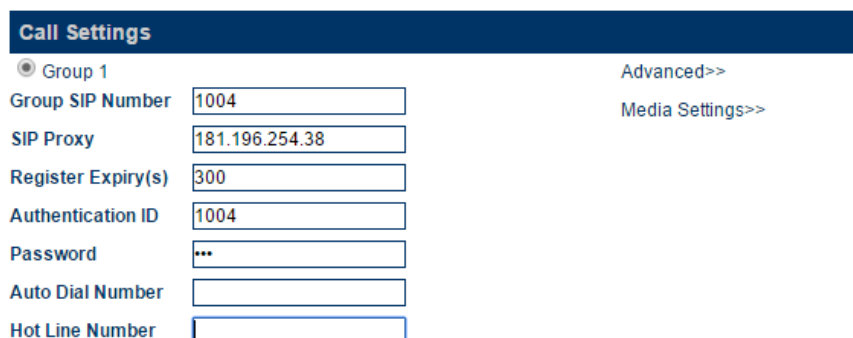 Call Settings
Group 1
Advanced>>
Group SIP Number 1004
Media Settings>>
SIP Proxy 181.196.254.38
Register Expiry(s) 300
Authentication ID 1004
Password •••
Auto Dial Number
Hot Line Number